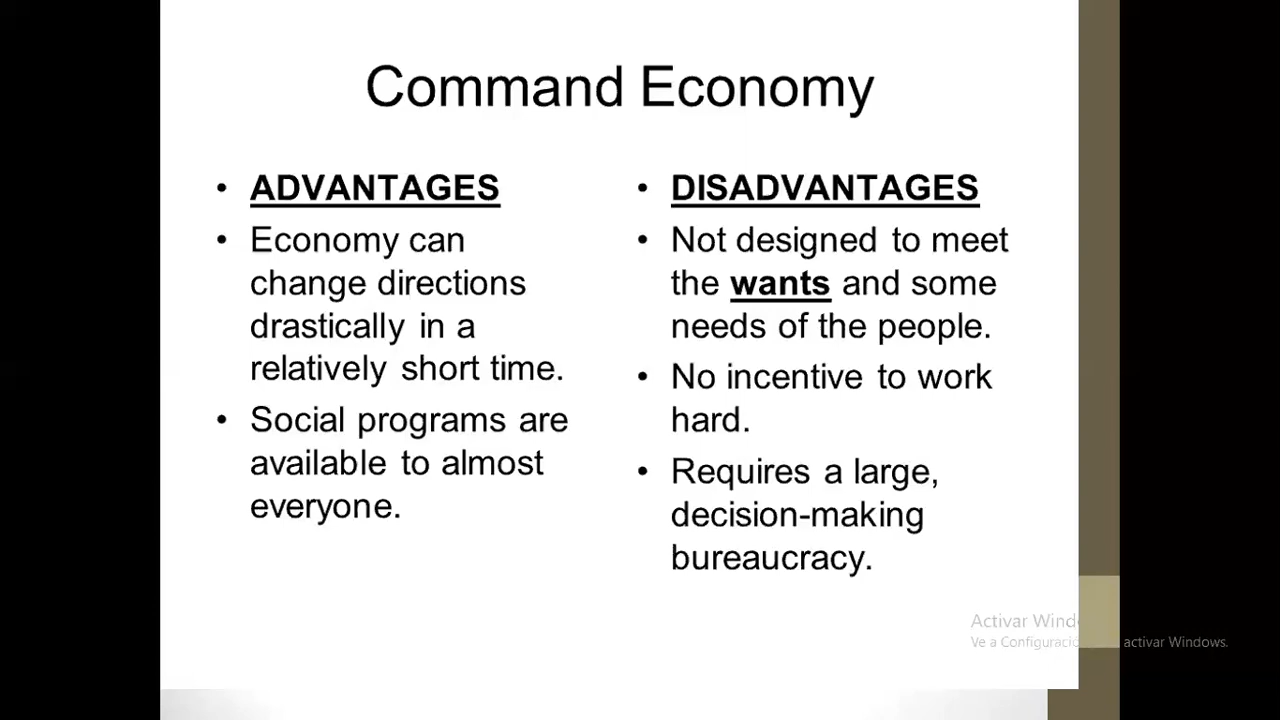 Command Economy
• ADVANTAGES
• Economy can
change directions
drastically in a
relatively short time.
• Social programs are
available to almost
everyone.
• DISADVANTAGES
• Not designed to meet
the wants and some
needs of the people.
• No incentive to work
hard.
• Requires a large,
decision-making
bureaucracy.
Activar Wind
Ve a Configuració activar Windows.